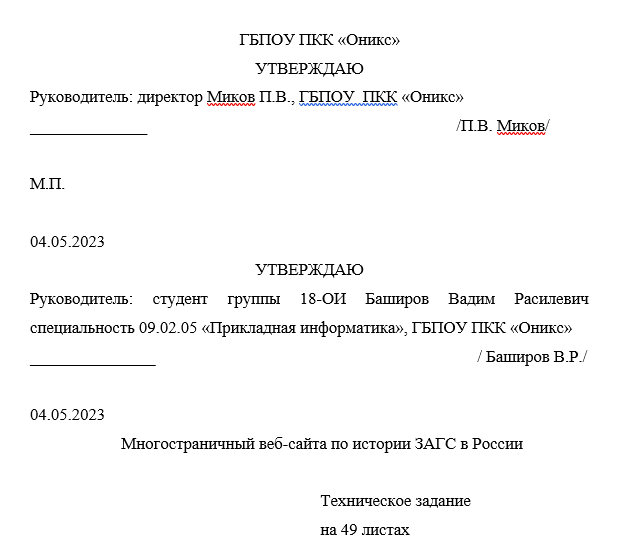 ГБПОУ ПКК «Оникс»
УТВЕРЖДАЮ
Руководитель: директор Миков П.В., ГБПОУ ПКК «Оникс»
_______________ /П.В. Миков/
М.П.
04.05.2023
УТВЕРЖДАЮ
Руководитель: студент группы 18-ОИ Баширов Вадим Расилевич
специальность 09.02.05 «Прикладная информатика», ГБПОУ ПКК «Оникс»
________________ / Баширов В.Р./
04.05.2023
Многостраничный веб-сайта по истории ЗАГС в России
Техническое задание
на 49 листах